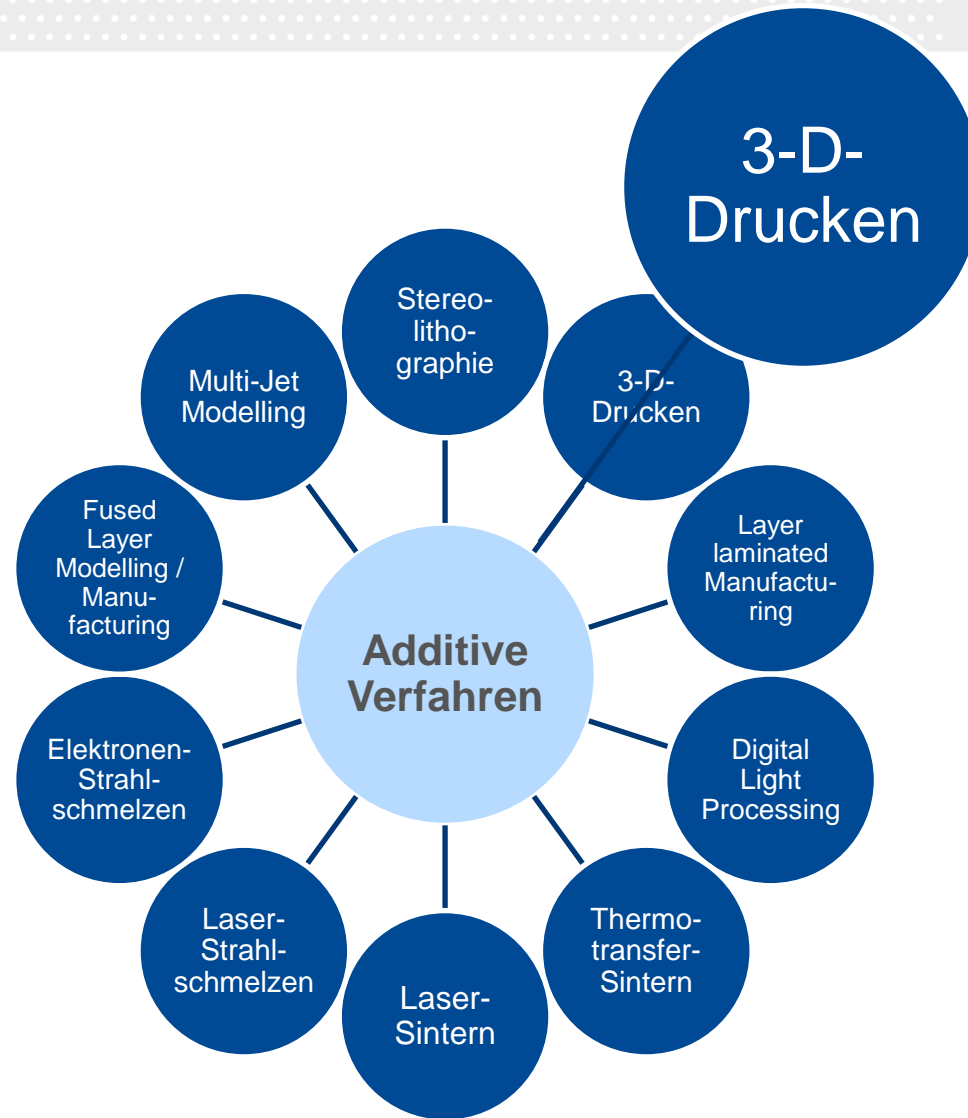 3-D-
Drucken
Stereo-
litho-
graphie
3-D-
Drucken
Layer
laminated
Manufactu-
ring
Digital
Light
Processing
Thermo-
transfer-
Sintern
Laser-
Sintern
Laser-
Strahl-
schmelzen
Elektronen-
Strahl-
schmelzen
Fused
Layer
Modelling /
Manu-
facturing
Multi-Jet
Modelling
Additive
Verfahren